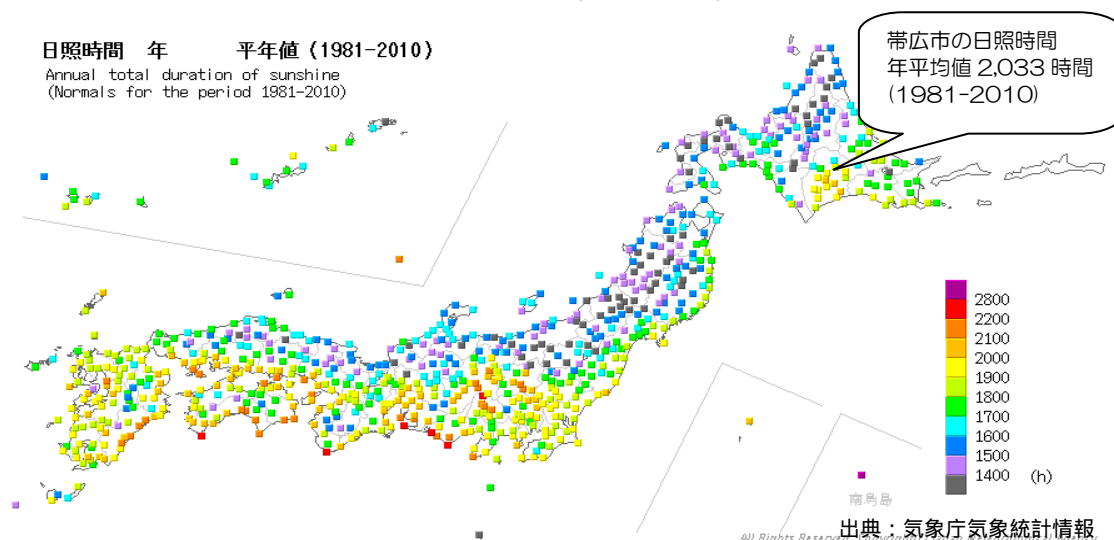 日照時間 年 平年値 (1981-2010)
Annual total duration of sunshine
(Normals for the period 1981-2010)
帯広市の日照時間
年平均値 2,033 時間
(1981-2010)
2800
2200
2100
2000
1900
1800
1700
1600
1500
1400 (h)
南鳥島
出典：気象庁気象統計情報
All Rights Reserved.